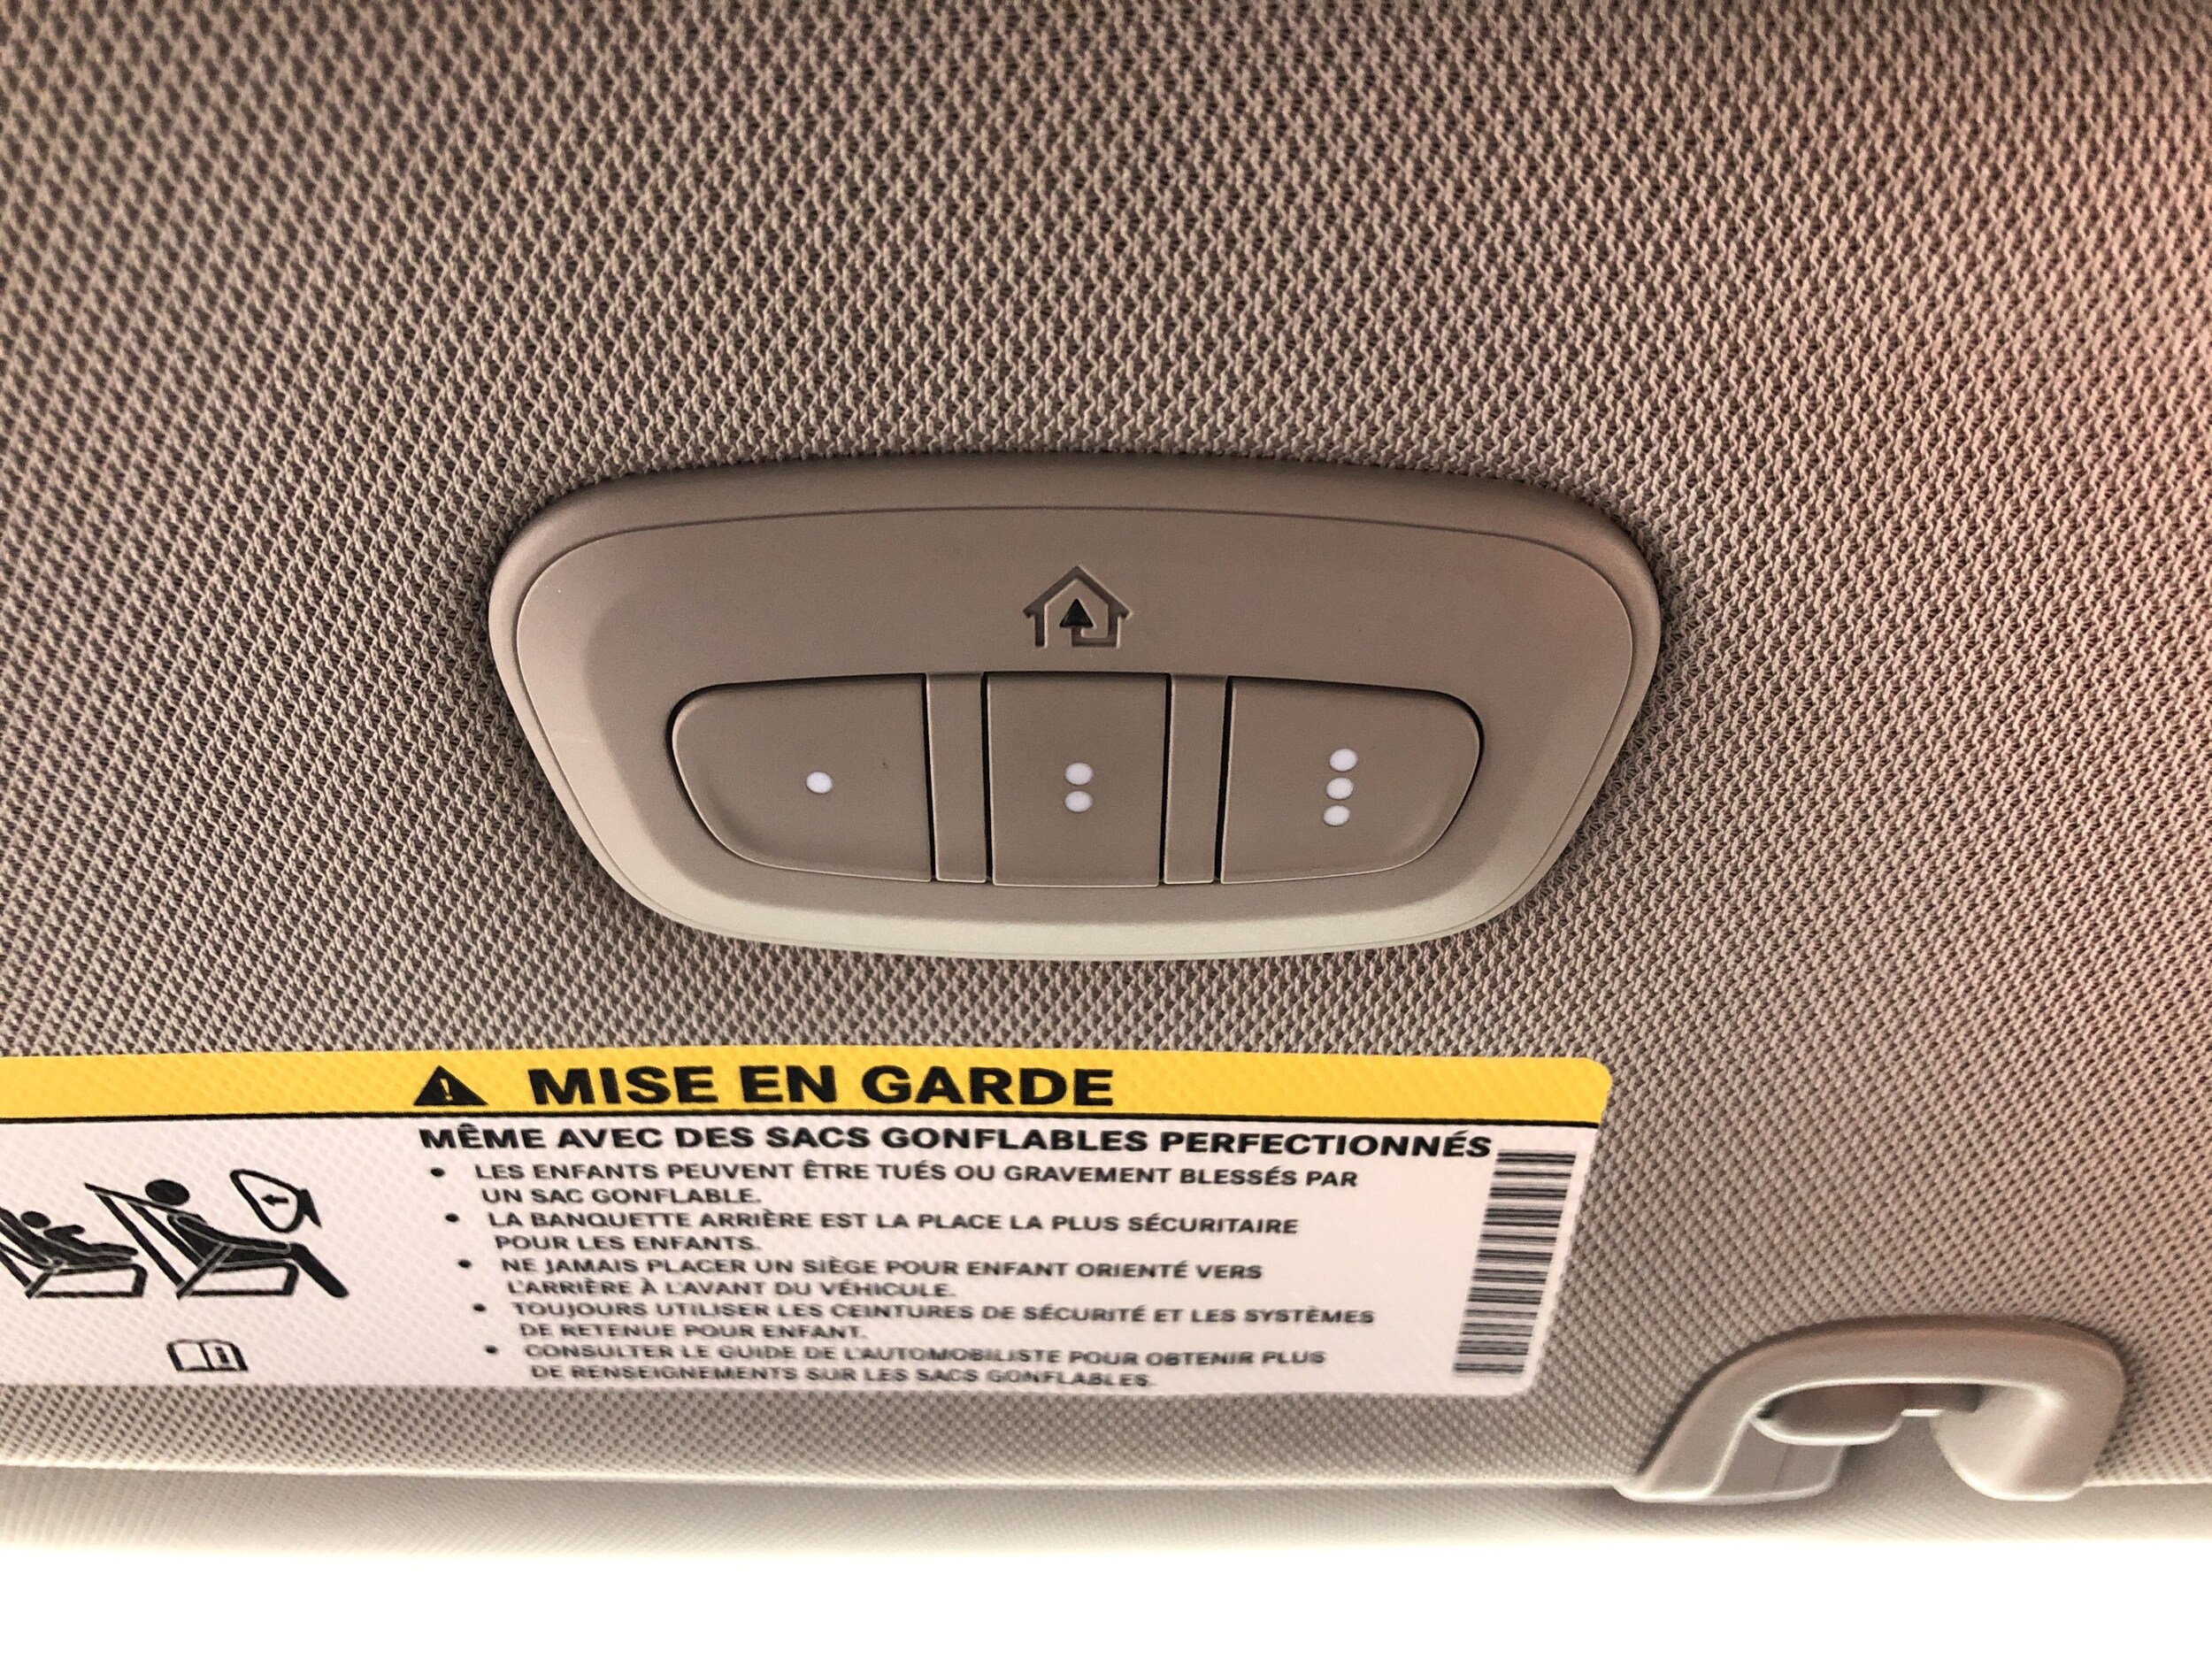 MISE EN GARDE
MÊME AVEC DES SACS GONFLABLES PERFECTIONNÉS
• LES ENFANTS PEUVENT ÊTRE TUÉS OU GRAVEMENT BLESSÉS PAR
UN SAC GONFLABLE.
• LA BANQUETTE ARRIÈRE EST LA PLACE LA PLUS SÉCURITAIRE
POUR LES ENFANTS.
• NE JAMAIS PLACER UN SIÈGE POUR ENFANT ORIENTÉ VERS
L'ARRIÈRE À L'AVANT DU VÉHICULE.
• TOUJOURS UTILISER LES CEINTURES DE SÉCURITÉ ET LES SYSTÈMES
DE RETENUE POUR ENFANT.
• CONSULTER LE GUIDE DE L'AUTOMOBILISTE POUR OBTENIR PLUS
DE RENSEIGNEMENTS SUR LES SACS GONFLABLES.